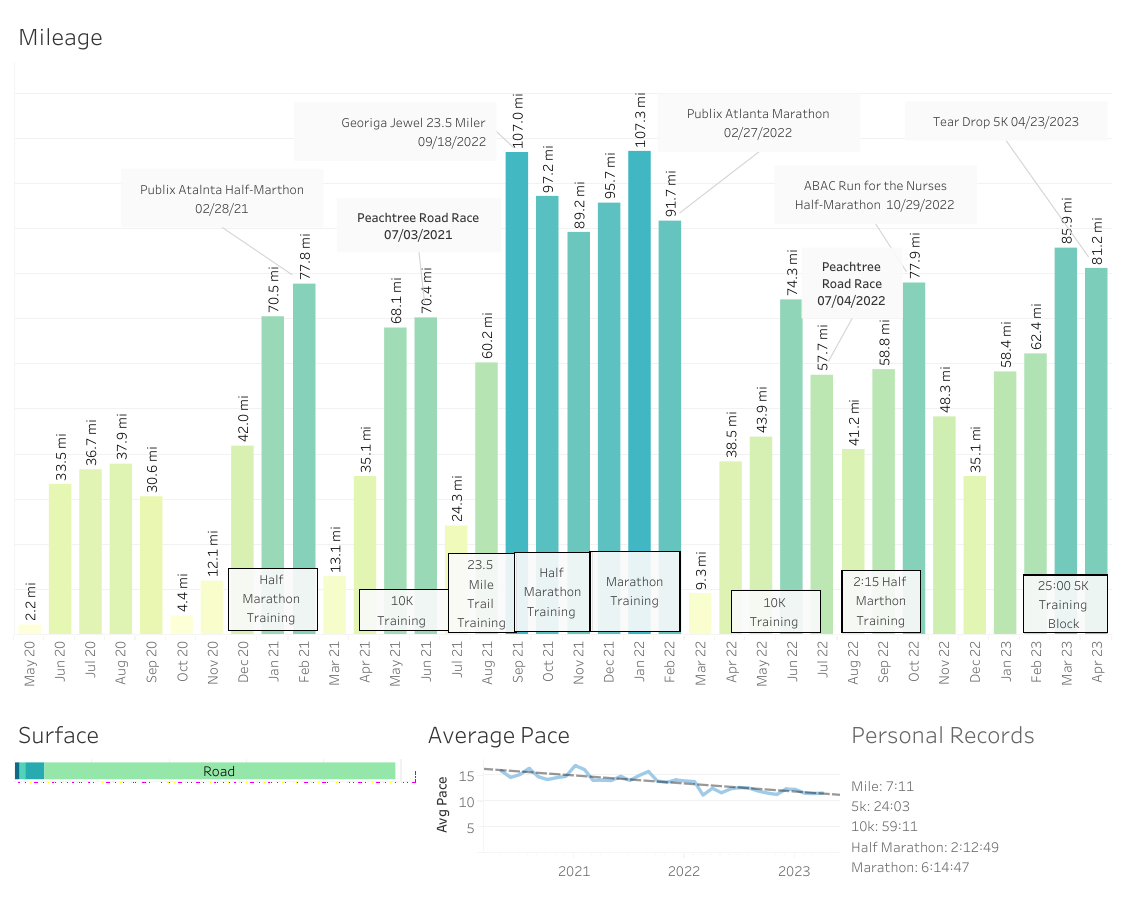 Mileage
Georiga Jewel 23.5 Miler
09/18/2022
Publix Atlanta Marathon
02/27/2022
Tear Drop 5K 04/23/2023
Publix Atalnta Half-Marthon
02/28/21
Peachtree Road Race
07/03/2021
ABAC Run for the Nurses
Half-Marathon 10/29/2022
Peachtree
Road Race
07/04/2022
2.2 mi
33.5 mi
36.7 mi
37.9 mi
30.6 mi
4.4 mi
12.1 mi
42.0 mi
70.5 mi
77.8 mi
13.1 mi
35.1 mi
68.1 mi
70.4 mi
24.3 mi
60.2 mi
107.0 mi
97.2 mi
89.2 mi
95.7 mi
107.3 mi
91.7 mi
9.3 mi
38.5 mi
43.9 mi
74.3 mi
57.7 mi
41.2 mi
58.8 mi
77.9 mi
48.3 mi
35.1 mi
58.4 mi
62.4 mi
85.9 mi
81.2 mi
Half
Marathon
Training
10K
Training
23.5
Mile
Trail
Training
Half
Marathon
Training
Marathon
Training
10K
Training
2:15 Half
Marthon
Training
25:00 5K
Training
Block
May 20
Jun 20
Jul 20
Aug 20
Sep 20
Oct 20
Nov 20
Dec 20
Jan 21
Feb 21
Mar 21
Apr 21
May 21
Jun 21
Jul 21
Aug 21
Sep 21
Oct 21
Nov 21
Dec 21
Jan 22
Feb 22
Mar 22
Apr 22
May 22
Jun 22
Jul 22
Aug 22
Sep 22
Oct 22
Nov 22
Dec 22
Jan 23
Feb 23
Mar 23
Apr 23
Surface
Road
Average Pace
Avg Pace
15
10
5
2021 2022 2023
Personal Records
Mile: 7:11
5k: 24:03
10k: 59:11
Half Marathon: 2:12:49
Marathon: 6:14:47